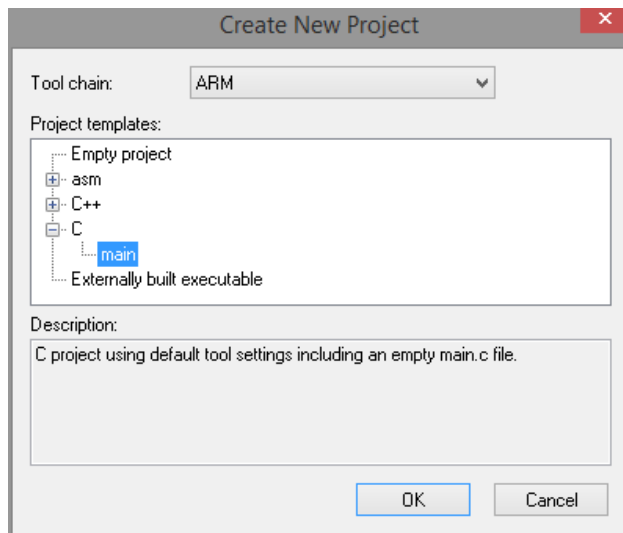 Create New Project
Tool chain: ARM
Project templates:
Empty project
asm
C++
C
main
Externally built executable
Description:
C project using default tool settings including an empty main.c file.
OK Cancel